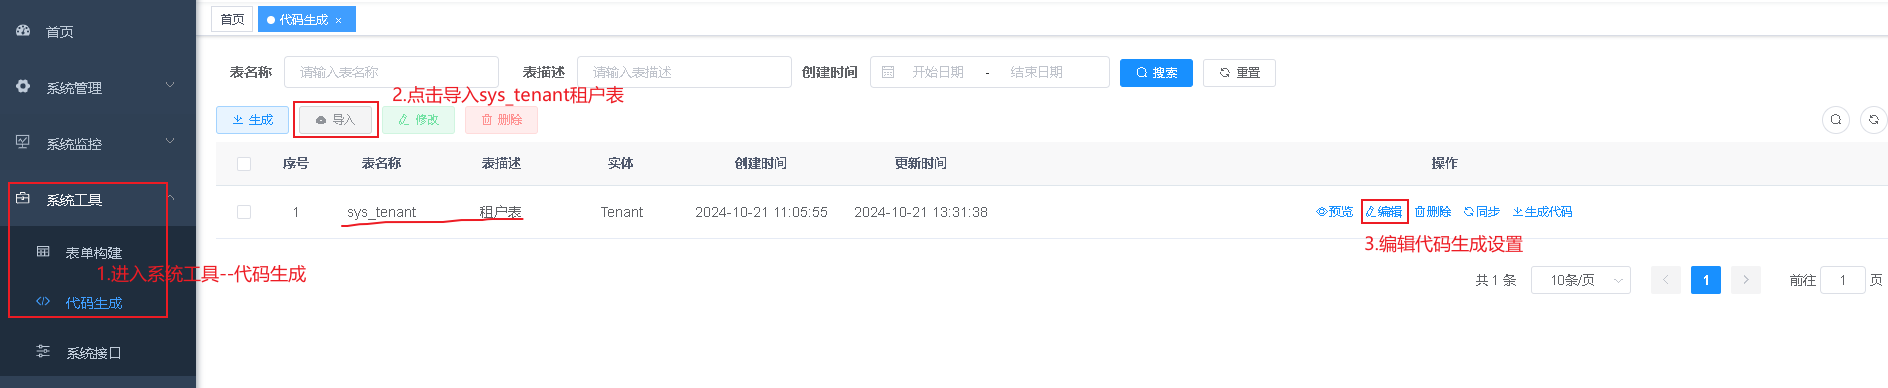 首页
系统管理
系统监控
系统工具
表单构建
1.进入系统工具--代码生成
代码生成
系统接口
首页 代码生成 ×
表名称 请输入表名称 表描述 请输入表描述 创建时间 开始日期 - 结束日期 搜索 重置
2.点击导入sys_tenant租户表
生成 导入 修改 删除
序号 表名称 表描述 实体 创建时间 更新时间 操作
1 sys_tenant 租户表 Tenant 2024-10-21 11:05:55 2024-10-21 13:31:38 预览 编辑 删除 同步 生成代码
3.编辑代码生成设置
共 1 条 10条/页 < 1 > 前往 1 页